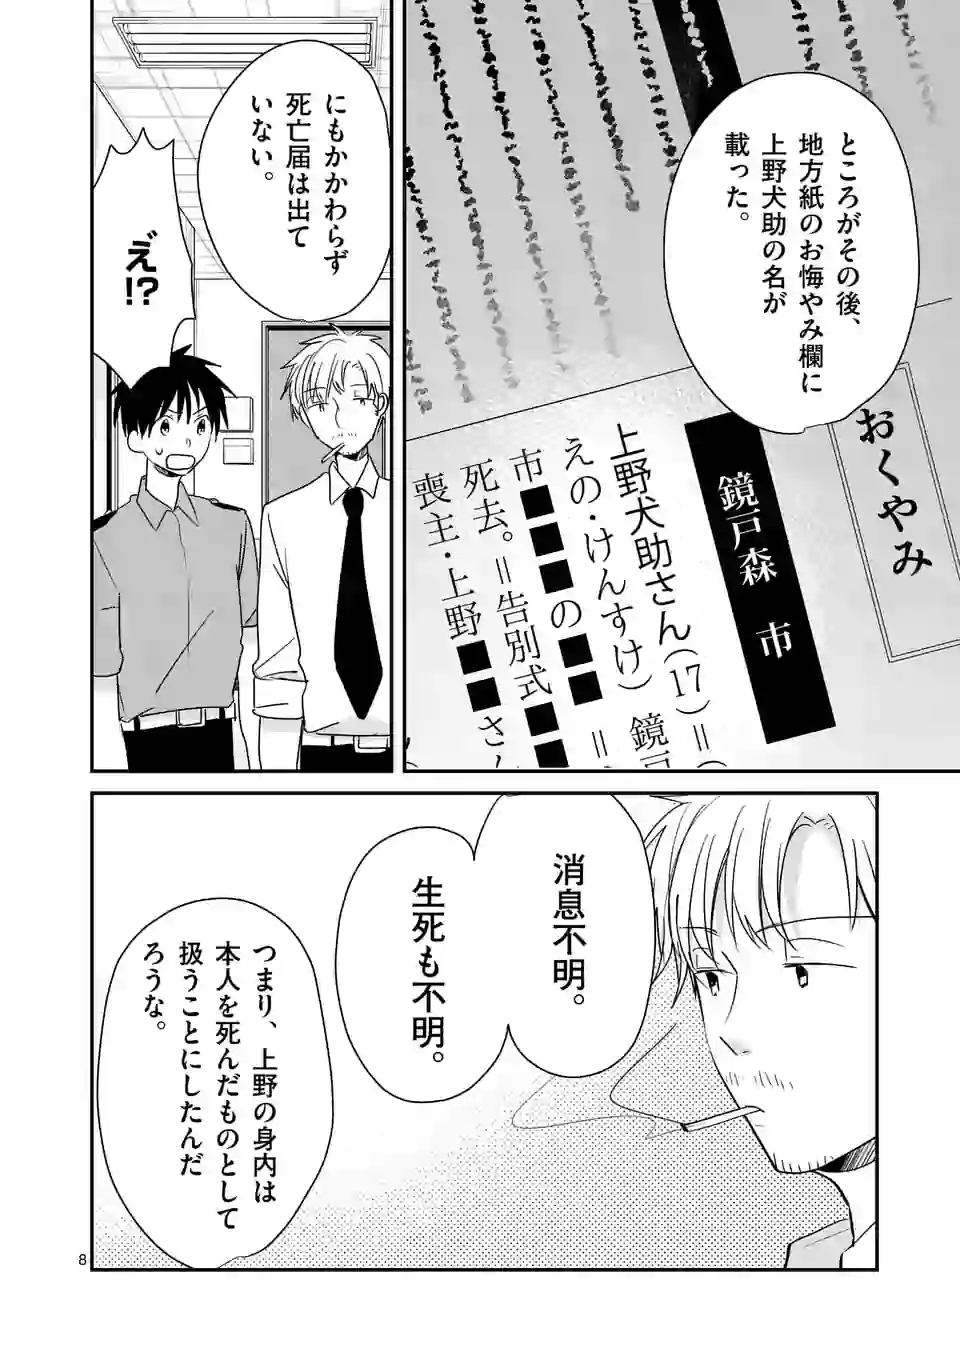 ところがその後、
地方紙のお悔やみ欄に
上野犬助の名が
載った。
おくやみ
鏡戸森 市
上野犬助さん(17)=(
えの・けんすけ) 鏡戸
市■■■の■■ =
死去。=告別式■■
喪主・上野■■さん
にもかかわらず
死亡届は出て
いない。
え゛!?
消息不明。
生死も不明。
つまり、上野の身内は
本人を死んだものとして
扱うことにしたんだ
ろうな。
8